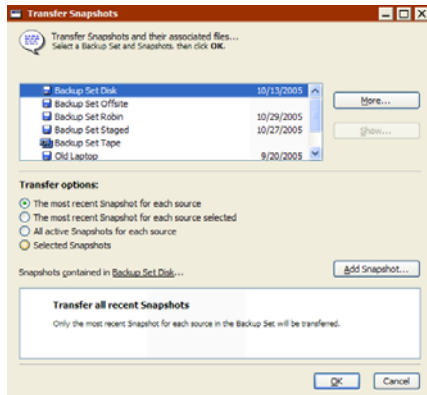 Transfer Snapshots
Transfer Snapshots and their associated files...
Select a Backup Set and Snapshots, then click OK.
Backup Set Disk 10/13/2005
Backup Set Offsite
Backup Set Robin 10/29/2005
Backup Set Staged 10/27/2005
Backup Set Tape
Old Laptop 9/20/2005
More...
Show...
Transfer options:
The most recent Snapshot for each source
The most recent Snapshot for each source selected
All active Snapshots for each source
Selected Snapshots
Snapshots contained in Backup Set Disk...
Add Snapshot...
Transfer all recent Snapshots
Only the most recent Snapshot for each source in the Backup Set will be transferred.
OK
Cancel